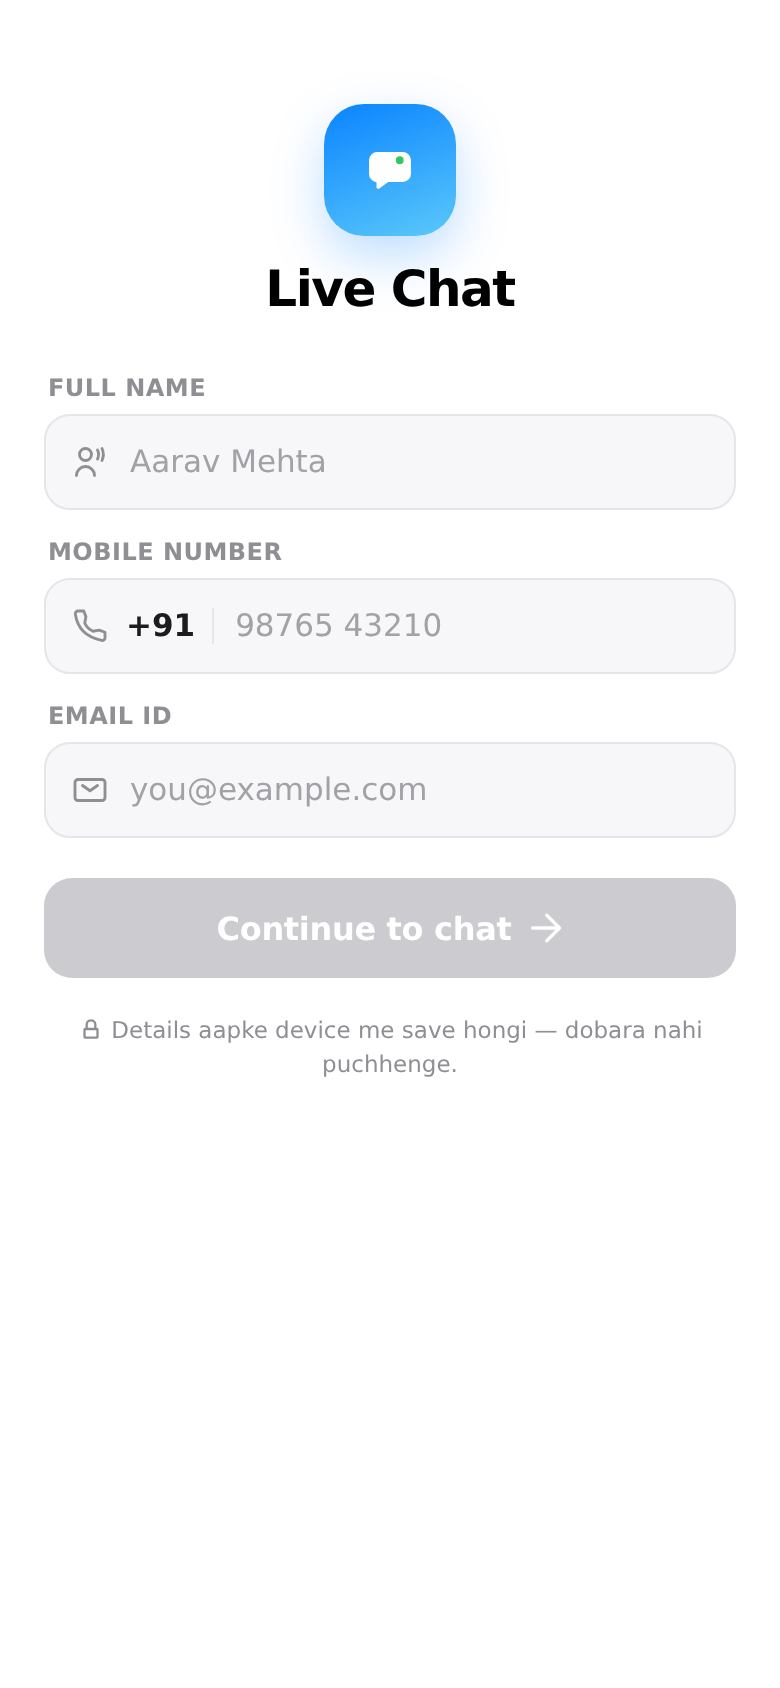 Live Chat
FULL NAME
Aarav Mehta
MOBILE NUMBER
+91 98765 43210
EMAIL ID
you@example.com
Continue to chat →
Details aapke device me save hongi — dobara nahi
puchhenge.